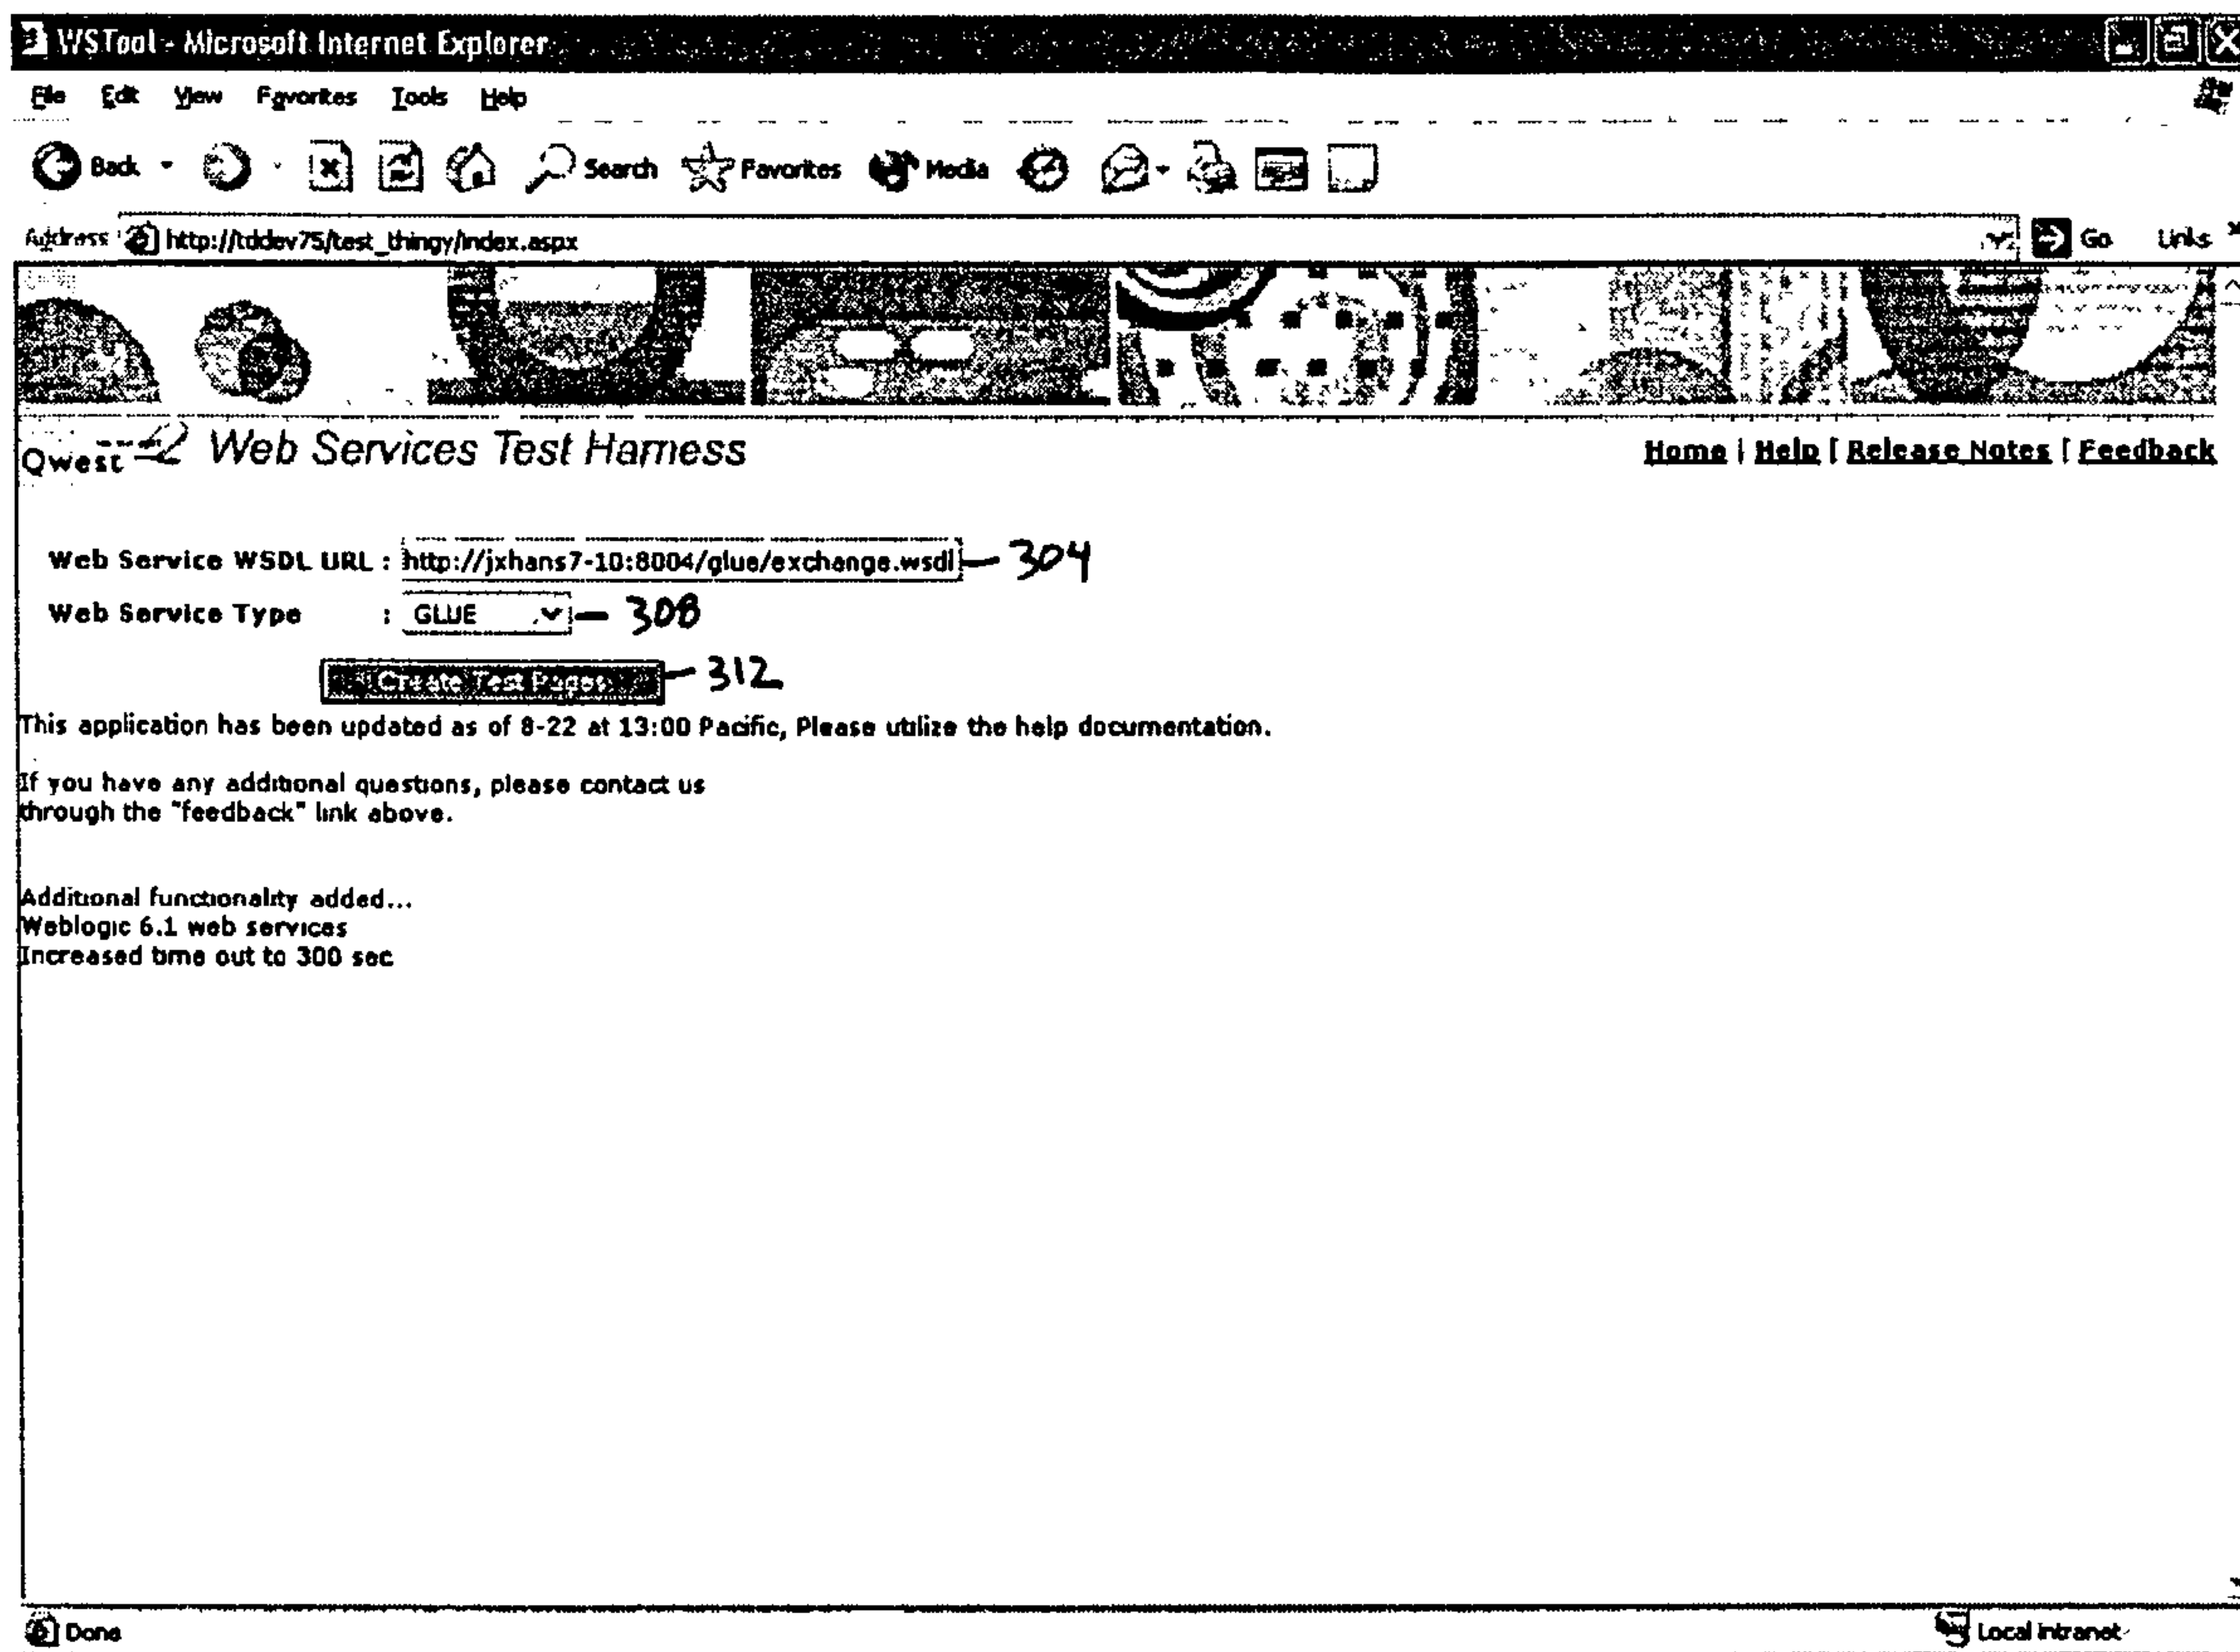 WSTool - Microsoft Internet Explorer
File Edit View Favorites Tools Help
Back Search Favorites Media
Address http://tddev75/test_thingy/index.aspx Go Links
Qwest Web Services Test Harness Home | Help | Release Notes | Feedback
Web Service WSDL URL : http://jxhans7-10:8004/glue/exchange.wsdl 304
Web Service Type : GLUE 308
Create Test Pages 312
This application has been updated as of 8-22 at 13:00 Pacific, Please utilize the help documentation.
If you have any additional questions, please contact us
through the "feedback" link above.
Additional functionality added...
Weblogic 6.1 web services
Increased time out to 300 sec
Done Local intranet